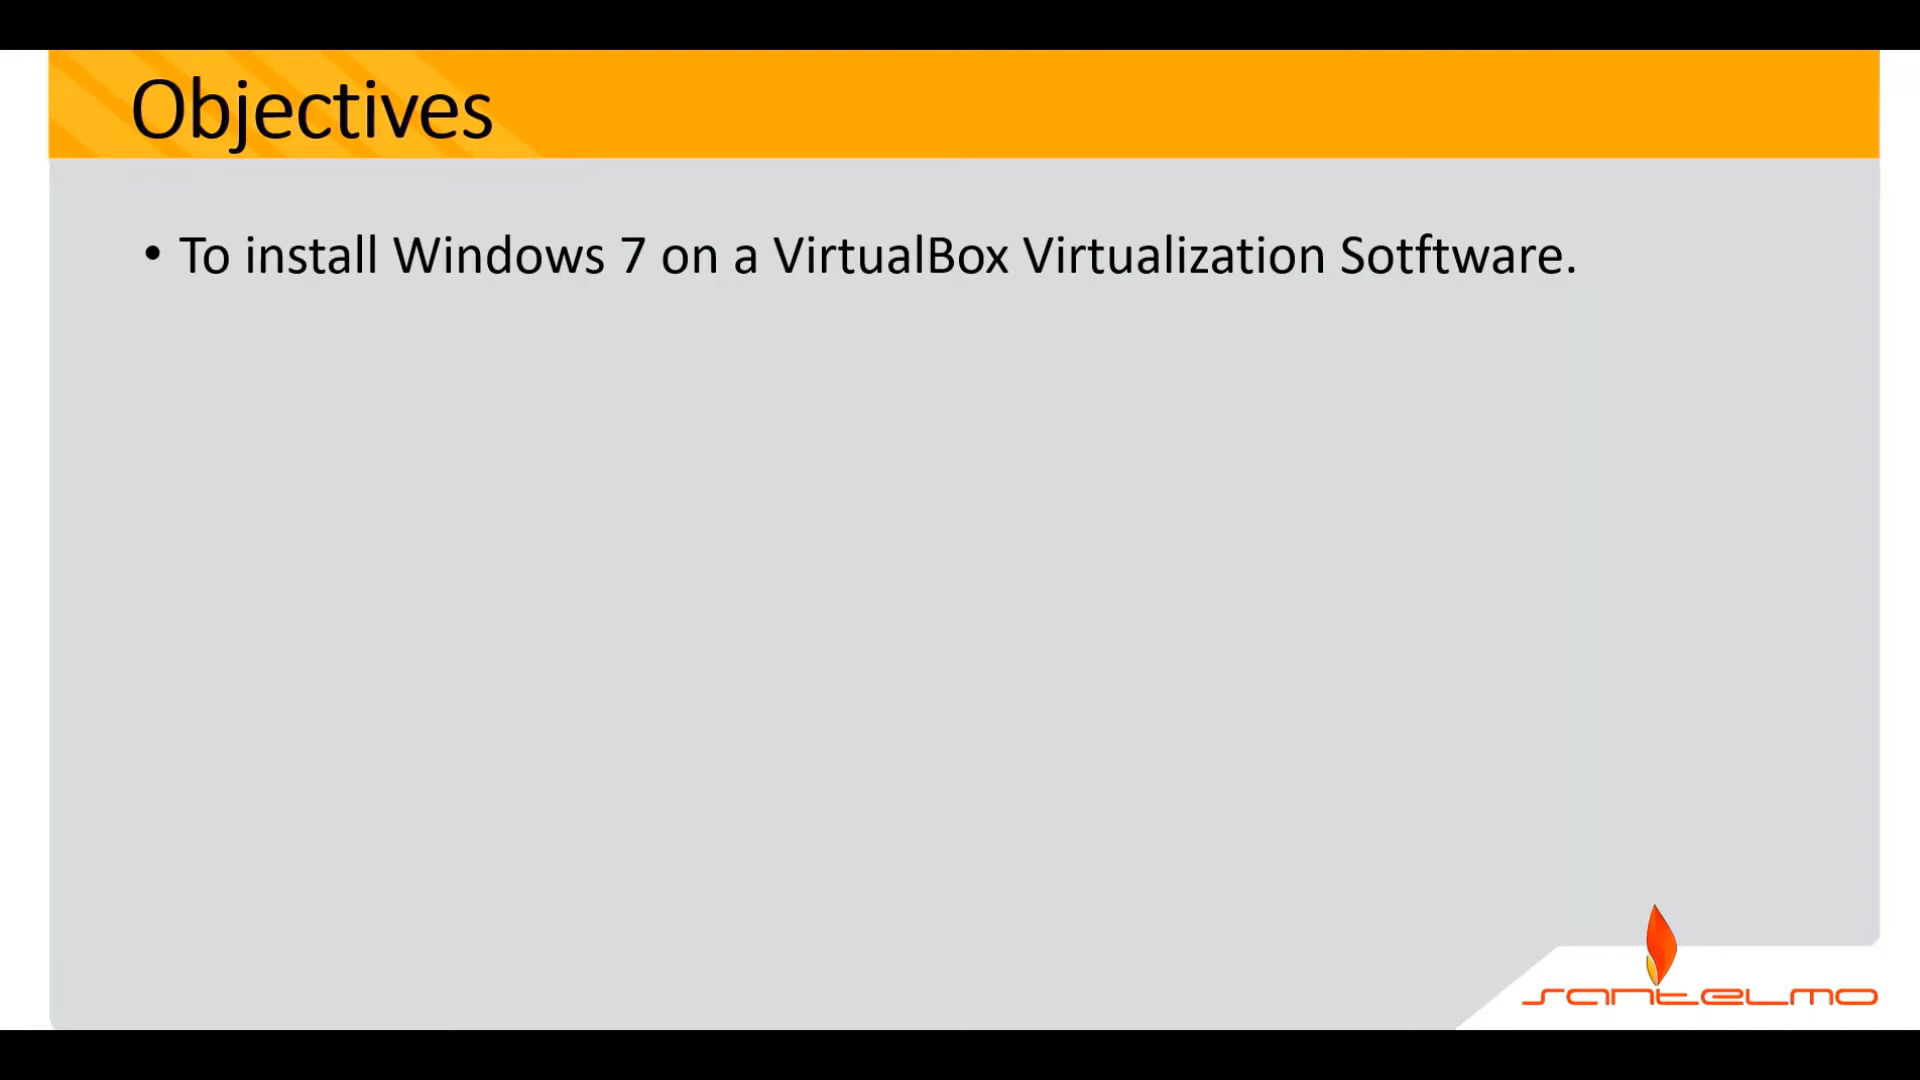 Objectives
• To install Windows 7 on a VirtualBox Virtualization Sotftware.
santelmo